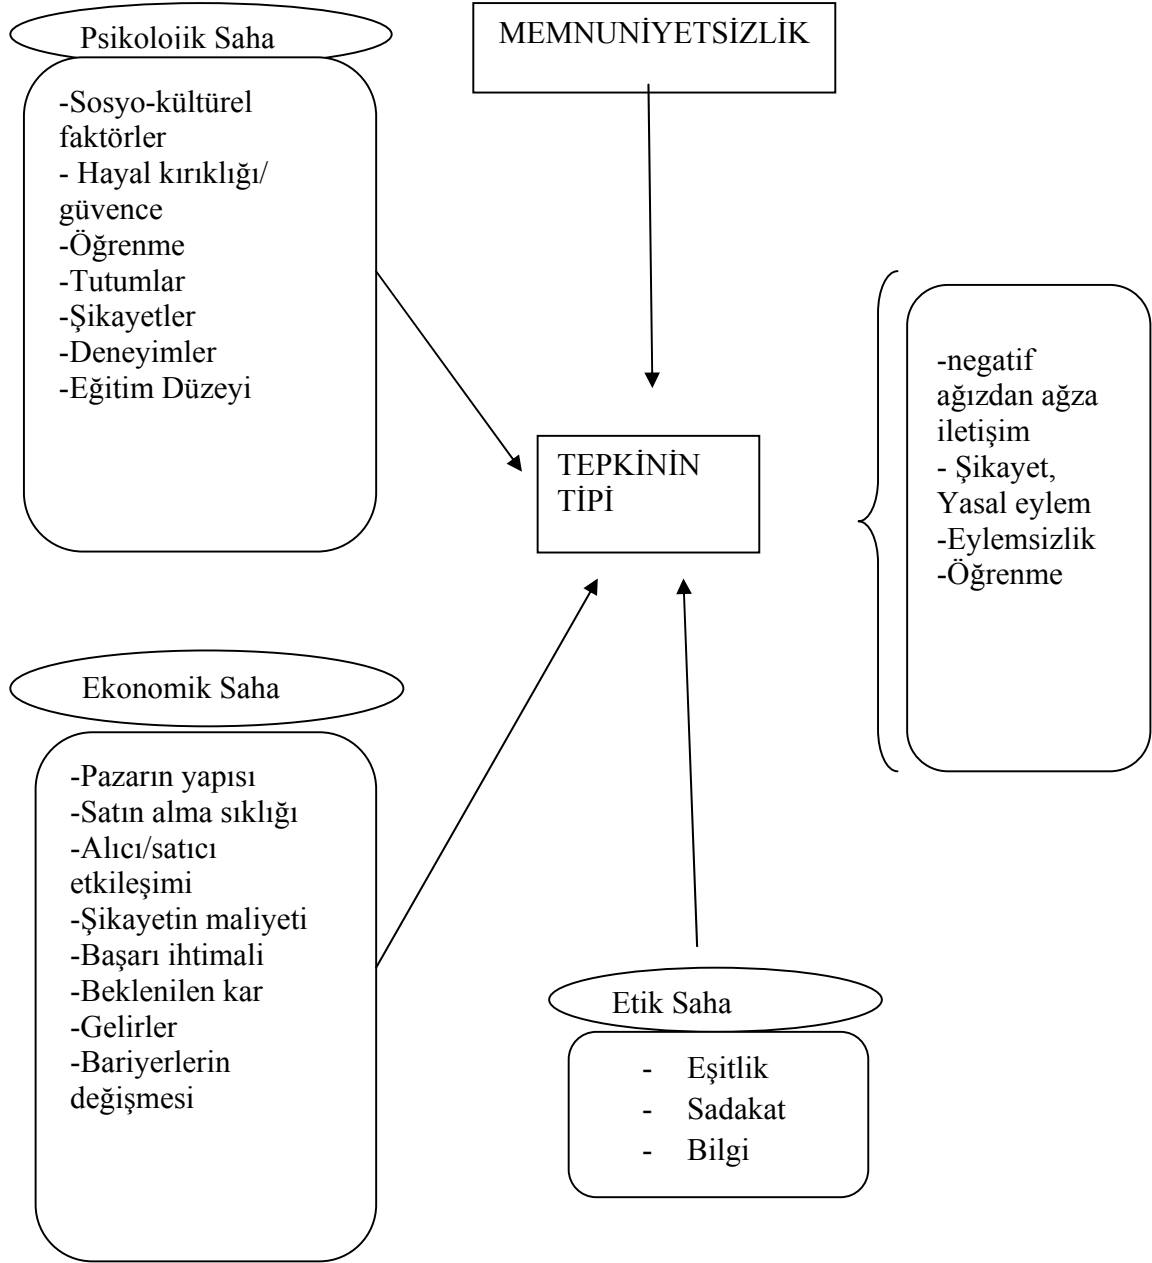 Psikolojik Saha
-Sosyo-kültürel
faktörler
- Hayal kırıklığı/
güvence
-Öğrenme
-Tutumlar
-Şikayetler
-Deneyimler
-Eğitim Düzeyi
MEMNUNİYETSİZLİK
TEPKİNİN
TİPİ
-negatif
ağızdan ağza
iletişim
- Şikayet,
Yasal eylem
-Eylemsizlik
-Öğrenme
Ekonomik Saha
-Pazarın yapısı
-Satın alma sıklığı
-Alıcı/satıcı
etkileşimi
-Şikayetin maliyeti
-Başarı ihtimali
-Beklenilen kar
-Gelirler
-Bariyerlerin
değişmesi
Etik Saha
- Eşitlik
- Sadakat
- Bilgi